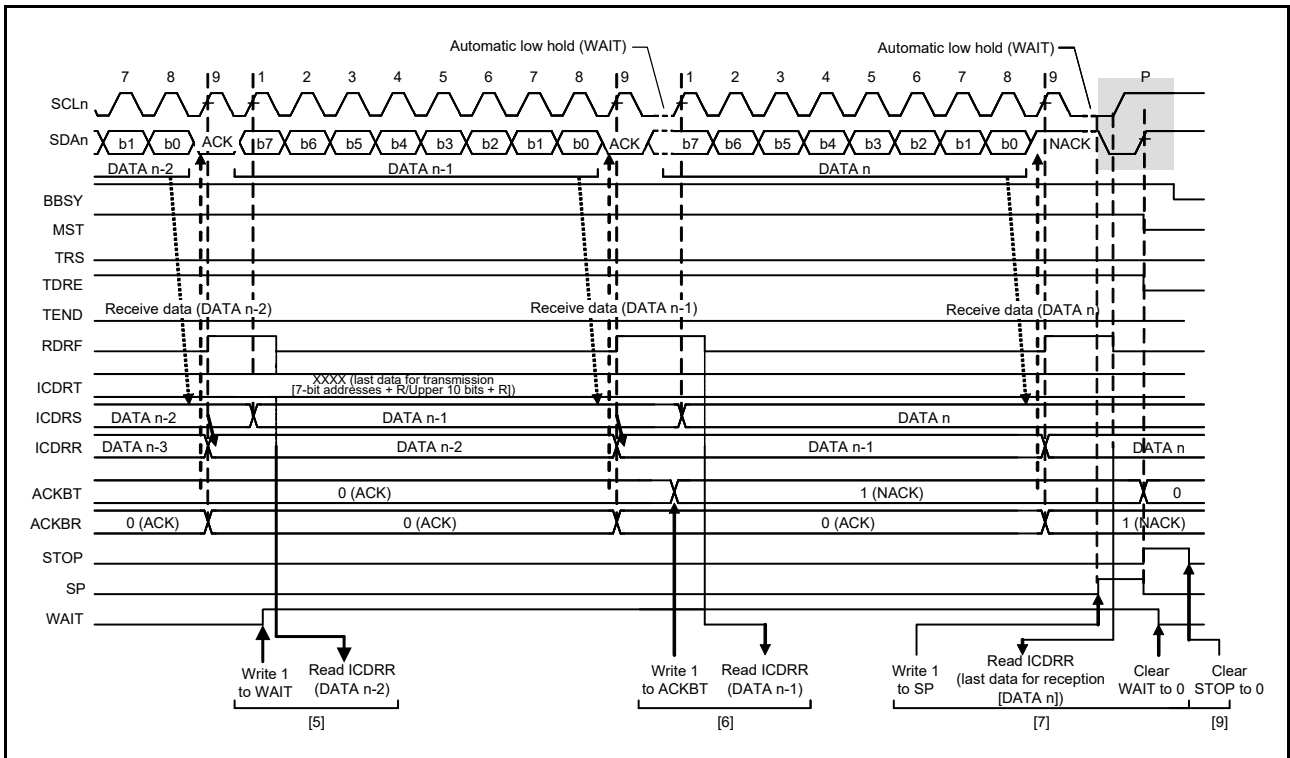 Automatic low hold (WAIT)
Automatic low hold (WAIT)
7 8 9 1 2 3 4 5 6 7 8 9 1 2 3 4 5 6 7 8 9 P
SCLn
SDAn b1 b0 ACK b7 b6 b5 b4 b3 b2 b1 b0 ACK b7 b6 b5 b4 b3 b2 b1 b0 NACK
DATA n-2 DATA n-1 DATA n
BBSY
MST
TRS
TDRE
TEND Receive data (DATA n-2) Receive data (DATA n-1) Receive data (DATA n)
RDRF
ICDRT XXXX (last data for transmission
[7-bit addresses + R/Upper 10 bits + R])
ICDRS DATA n-2 DATA n-1 DATA n
ICDRR DATA n-3 DATA n-2 DATA n-1 DATA n
ACKBT 0 (ACK) 1 (NACK) 0
ACKBR 0 (ACK) 0 (ACK) 0 (ACK) 1 (NACK)
STOP
SP
WAIT
Write 1
to WAIT
Read ICDRR
(DATA n-2)
[5]
Write 1
to ACKBT
Read ICDRR
(DATA n-1)
[6]
Write 1
to SP
Read ICDRR
(last data for reception
[DATA n])
Clear
WAIT to 0
[7]
Clear
STOP to 0
[9]